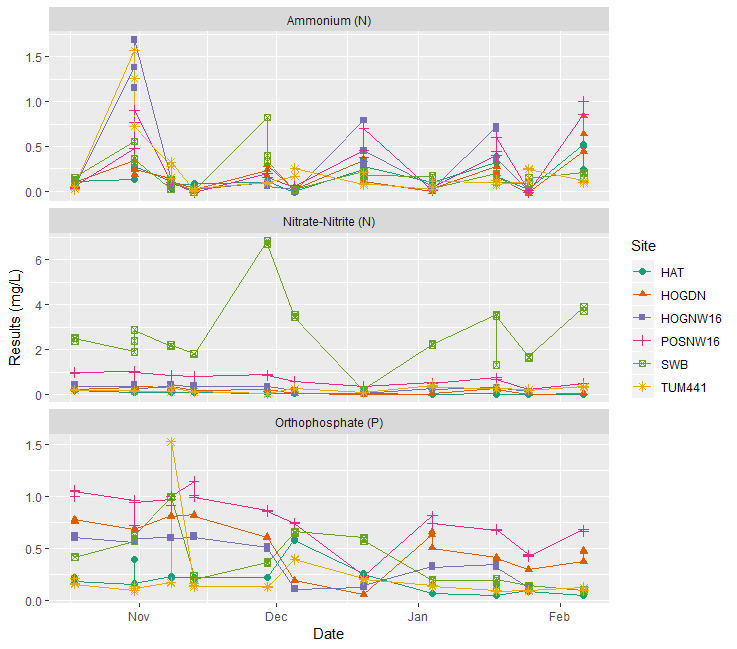 Ammonium (N)
1.5
1.0
0.5
0.0
Nitrate-Nitrite (N)
6
4
2
0
Orthophosphate (P)
1.5
1.0
0.5
0.0
Nov Dec Jan Feb
Date
Results (mg/L)
Site
HAT
HOGDN
HOGNW16
POSNW16
SWB
TUM441